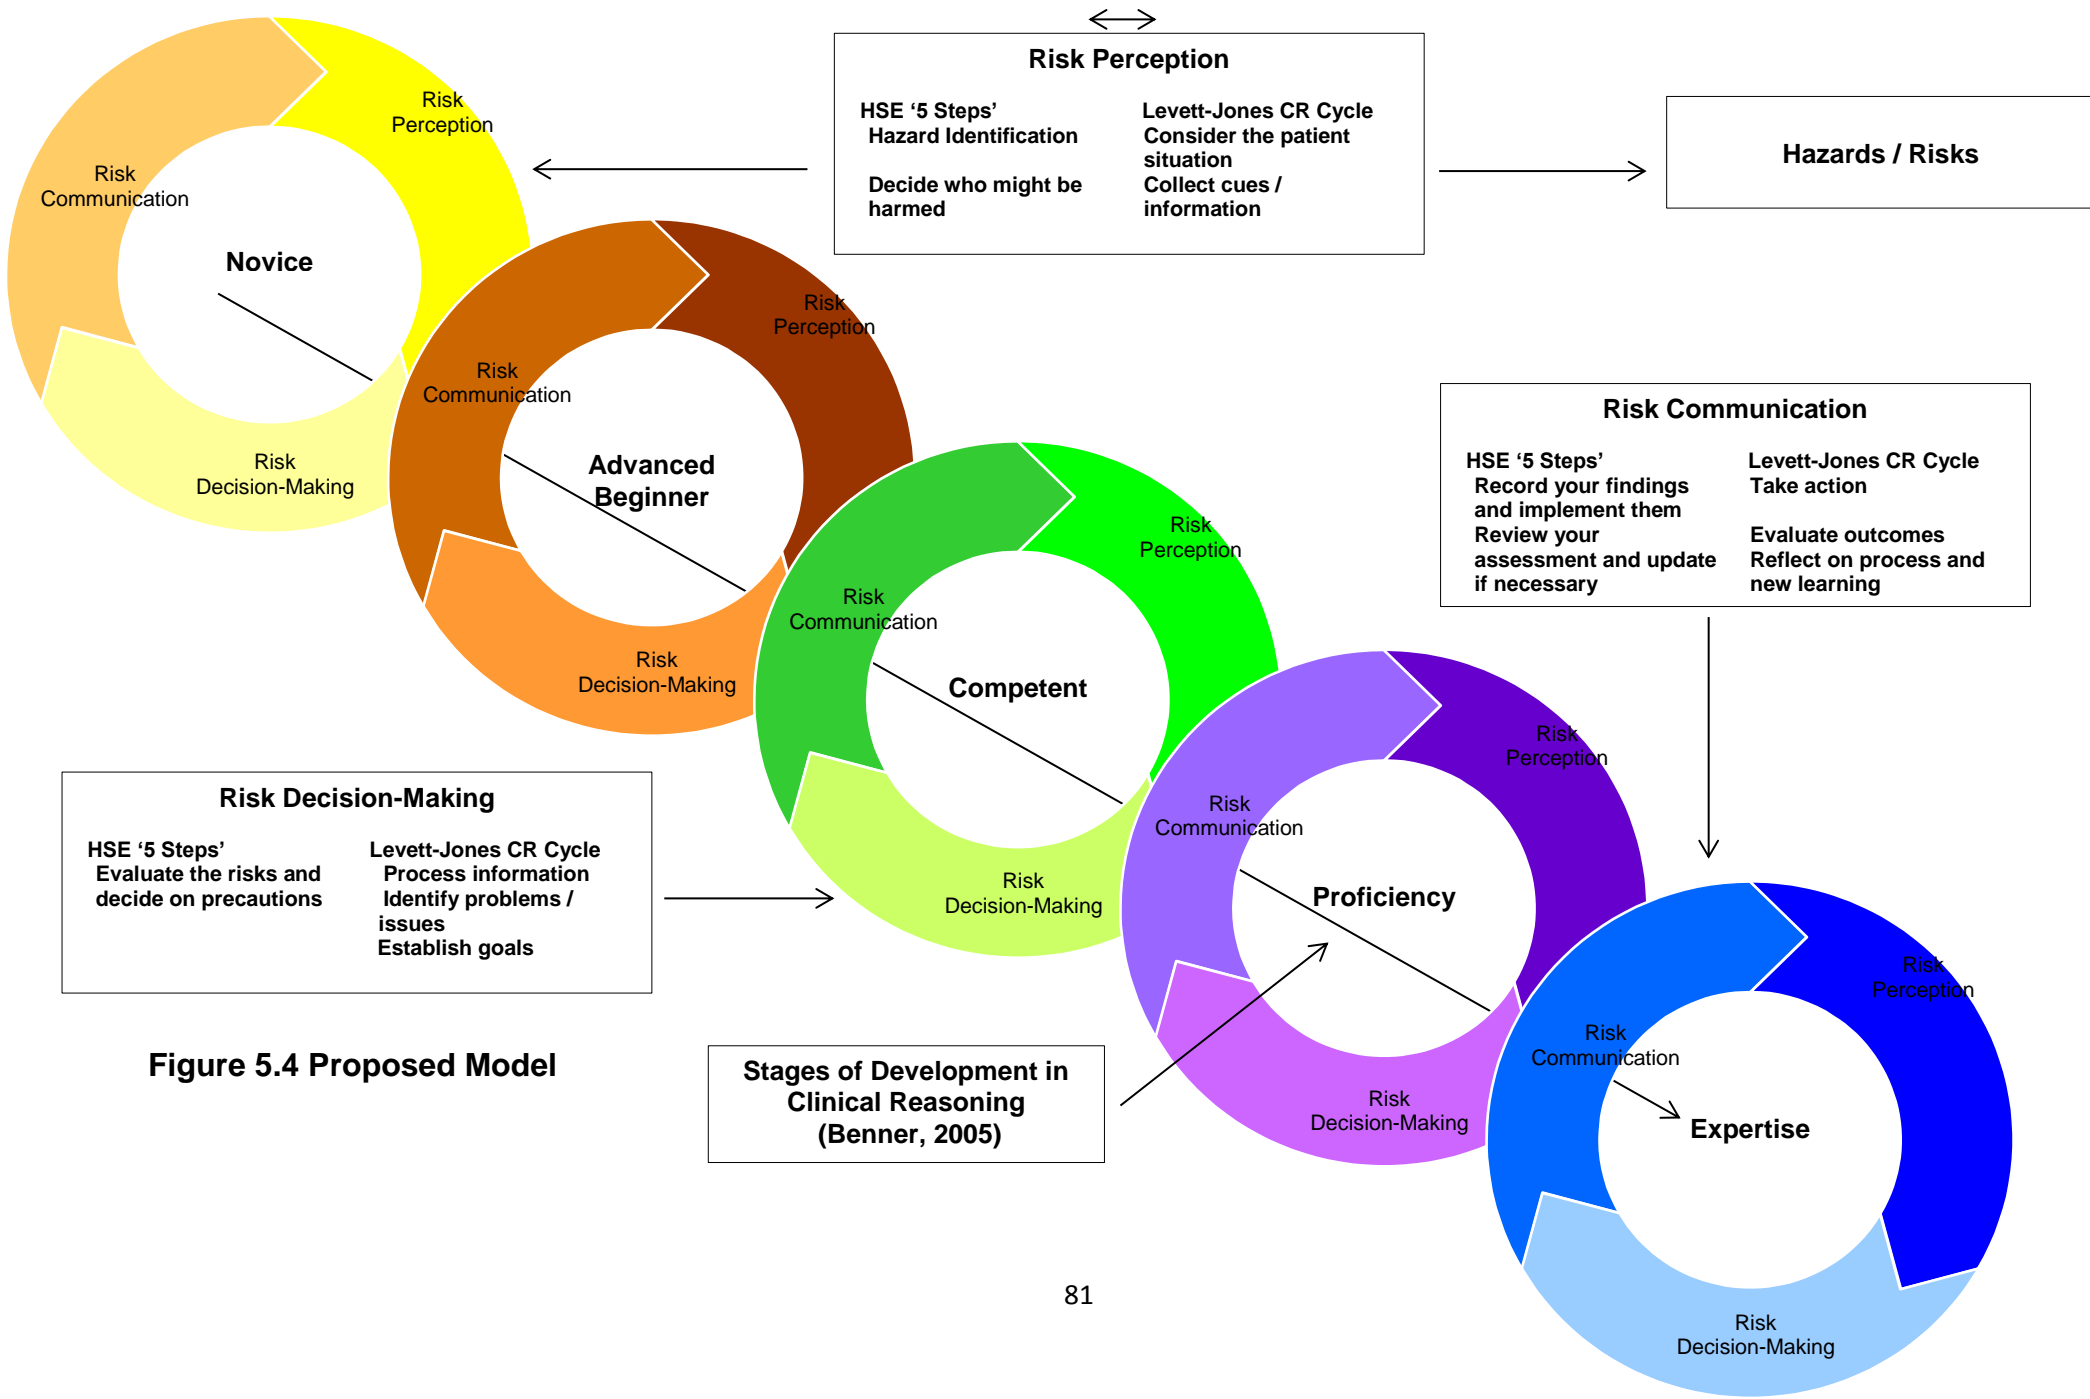 Risk Perception
HSE ‘5 Steps’
Hazard Identification
Decide who might be
harmed
Levett-Jones CR Cycle
Consider the patient
situation
Collect cues /
information
Hazards / Risks
Risk
Perception
Risk
Communication
Novice
Risk
Decision-Making
Risk
Perception
Risk
Communication
Advanced
Beginner
Risk
Decision-Making
Risk Communication
HSE ‘5 Steps’
Record your findings
and implement them
Review your
assessment and update
if necessary
Levett-Jones CR Cycle
Take action
Evaluate outcomes
Reflect on process and
new learning
Risk
Perception
Risk
Communication
Competent
Risk
Decision-Making
Risk Decision-Making
HSE ‘5 Steps’
Evaluate the risks and
decide on precautions
Levett-Jones CR Cycle
Process information
Identify problems /
issues
Establish goals
Risk
Perception
Risk
Communication
Proficiency
Risk
Decision-Making
Figure 5.4 Proposed Model
Stages of Development in
Clinical Reasoning
(Benner, 2005)
Risk
Perception
Risk
Communication
Expertise
Risk
Decision-Making
81